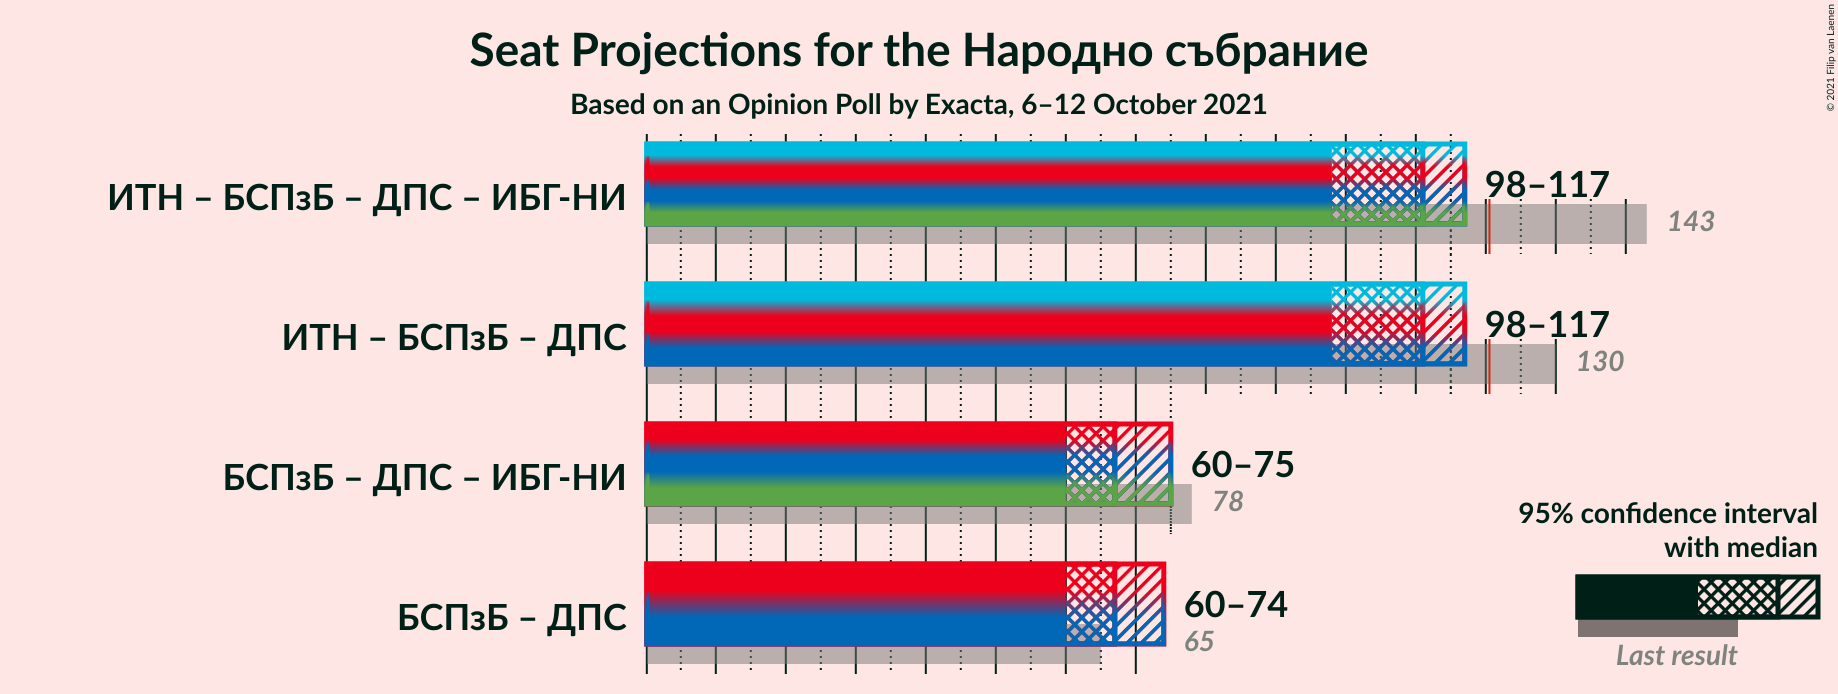 Seat Projections for the Народно събрание
Based on an Opinion Poll by Exacta, 6–12 October 2021
© 2021 Filip van Laenen
ИТН – БСПзБ – ДПС – ИБГ-НИ
98–117
143
ИТН – БСПзБ – ДПС
98–117
130
БСПзБ – ДПС – ИБГ-НИ
60–75
78
БСПзБ – ДПС
60–74
65
95% confidence interval
with median
Last result